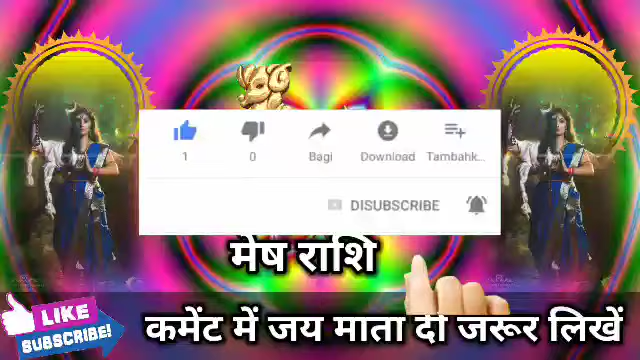 1 0 Bagi Download Tambahk...
DISUBSCRIBE
मेष राशि
LIKE
SUBSCRIBE!
कमेंट में जय माता दी जरूर लिखें